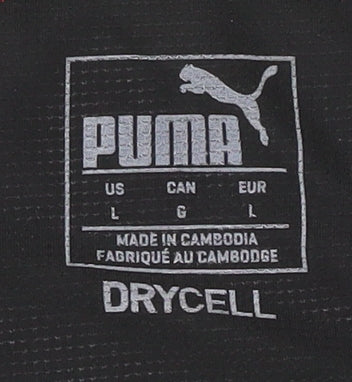 PUMA
US CAN EUR
L G L
MADE IN CAMBODIA
FABRIQUÉ AU CAMBODGE
DRYCELL